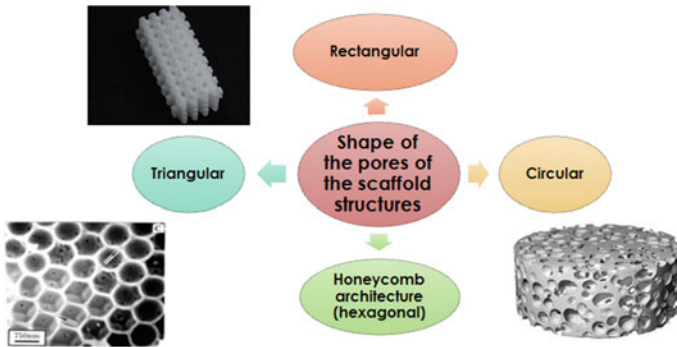 Rectangular
Triangular
Shape of
the pores of
the scaffold
structures
Circular
Honeycomb
architecture
(hexagonal)
C